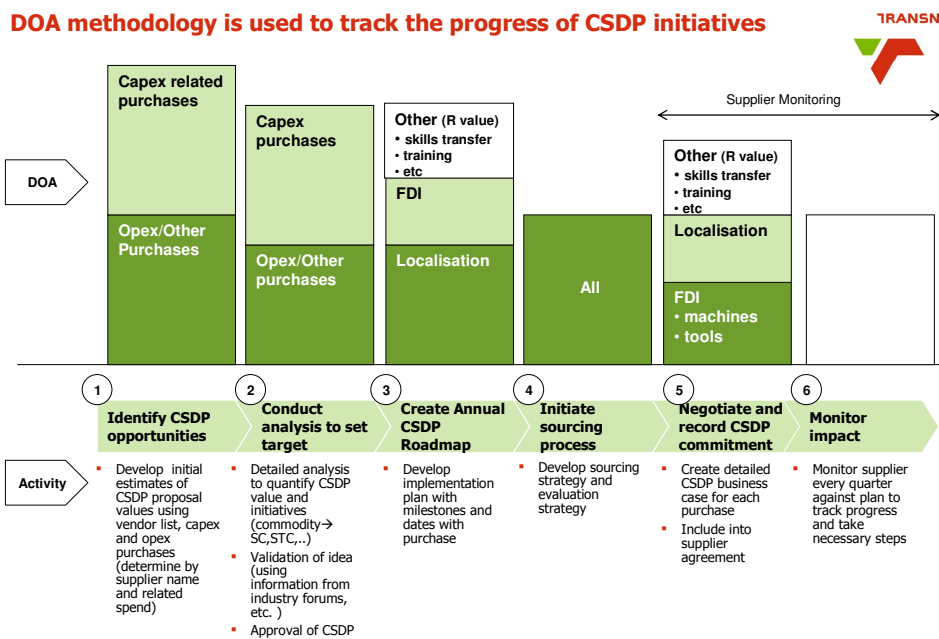 DOA methodology is used to track the progress of CSDP initiatives
TRANSN
Supplier Monitoring
DOA
Capex related
purchases
Opex/Other
Purchases
Capex
purchases
Opex/Other
purchases
Other (R value)
• skills transfer
• training
• etc
FDI
Localisation
All
Other (R value)
• skills transfer
• training
• etc
Localisation
FDI
• machines
• tools
1
Identify CSDP
opportunities
2
Conduct
analysis to set
target
3
Create Annual
CSDP
Roadmap
4
Initiate
sourcing
process
5
Negotiate and
record CSDP
commitment
6
Monitor
impact
Activity
▪ Develop initial
estimates of
CSDP proposal
values using
vendor list, capex
and opex
purchases
(determine by
supplier name
and related
spend)
▪ Detailed analysis
to quantify CSDP
value and
initiatives
(commodity→
SC,STC,..)
▪ Validation of idea
(using
information from
industry forums,
etc. )
▪ Approval of CSDP
▪ Develop
implementation
plan with
milestones and
dates with
purchase
▪ Develop sourcing
strategy and
evaluation
strategy
▪ Create detailed
CSDP business
case for each
purchase
▪ Include into
supplier
agreement
▪ Monitor supplier
every quarter
against plan to
track progress
and take
necessary steps